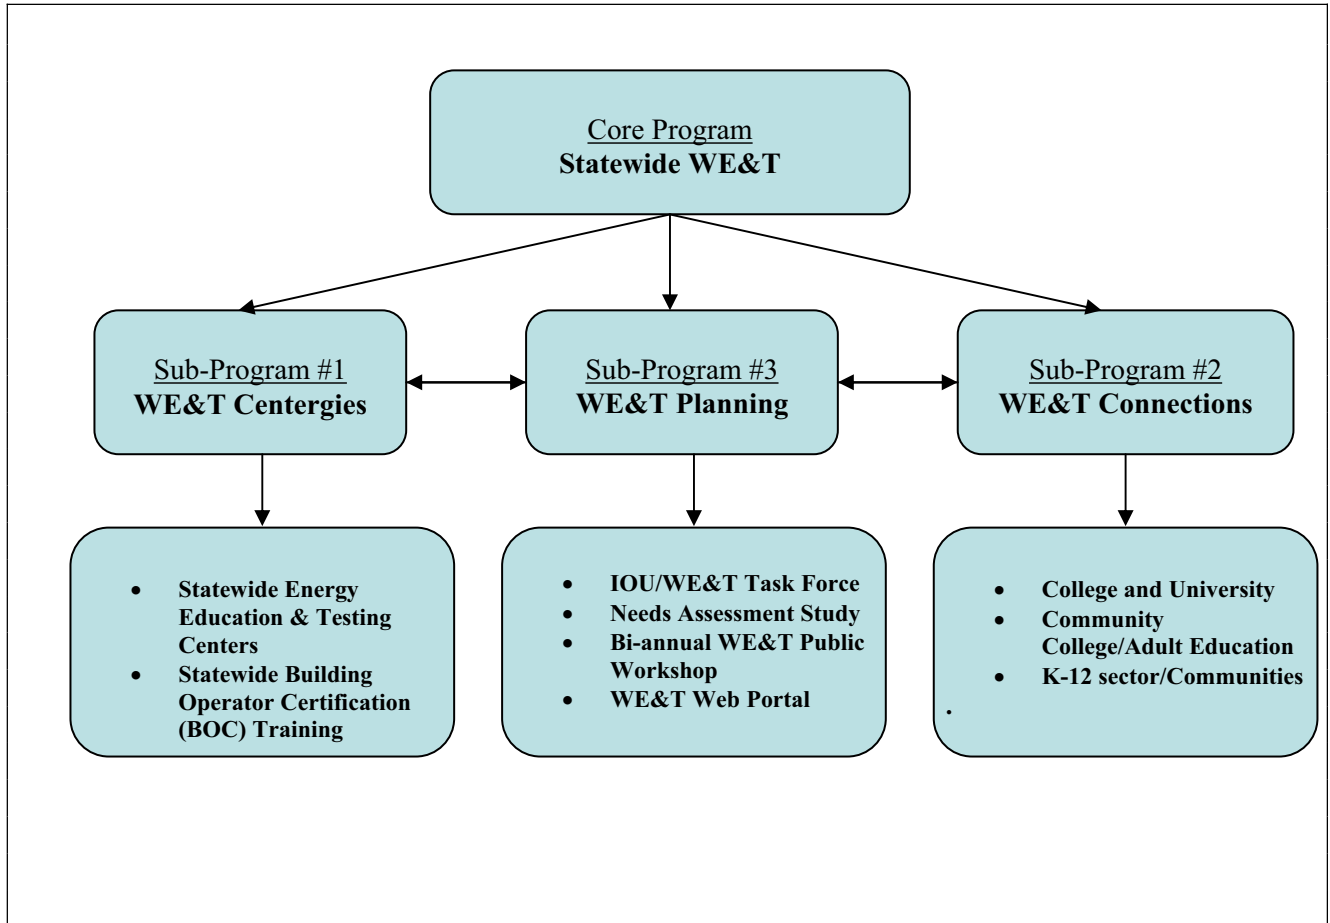 Core Program
Statewide WE&T
Sub-Program #1
WE&T Centergies
Sub-Program #3
WE&T Planning
Sub-Program #2
WE&T Connections
• Statewide Energy
Education & Testing
Centers
• Statewide Building
Operator Certification
(BOC) Training
• IOU/WE&T Task Force
• Needs Assessment Study
• Bi-annual WE&T Public
Workshop
• WE&T Web Portal
• College and University
• Community
College/Adult Education
• K-12 sector/Communities
.